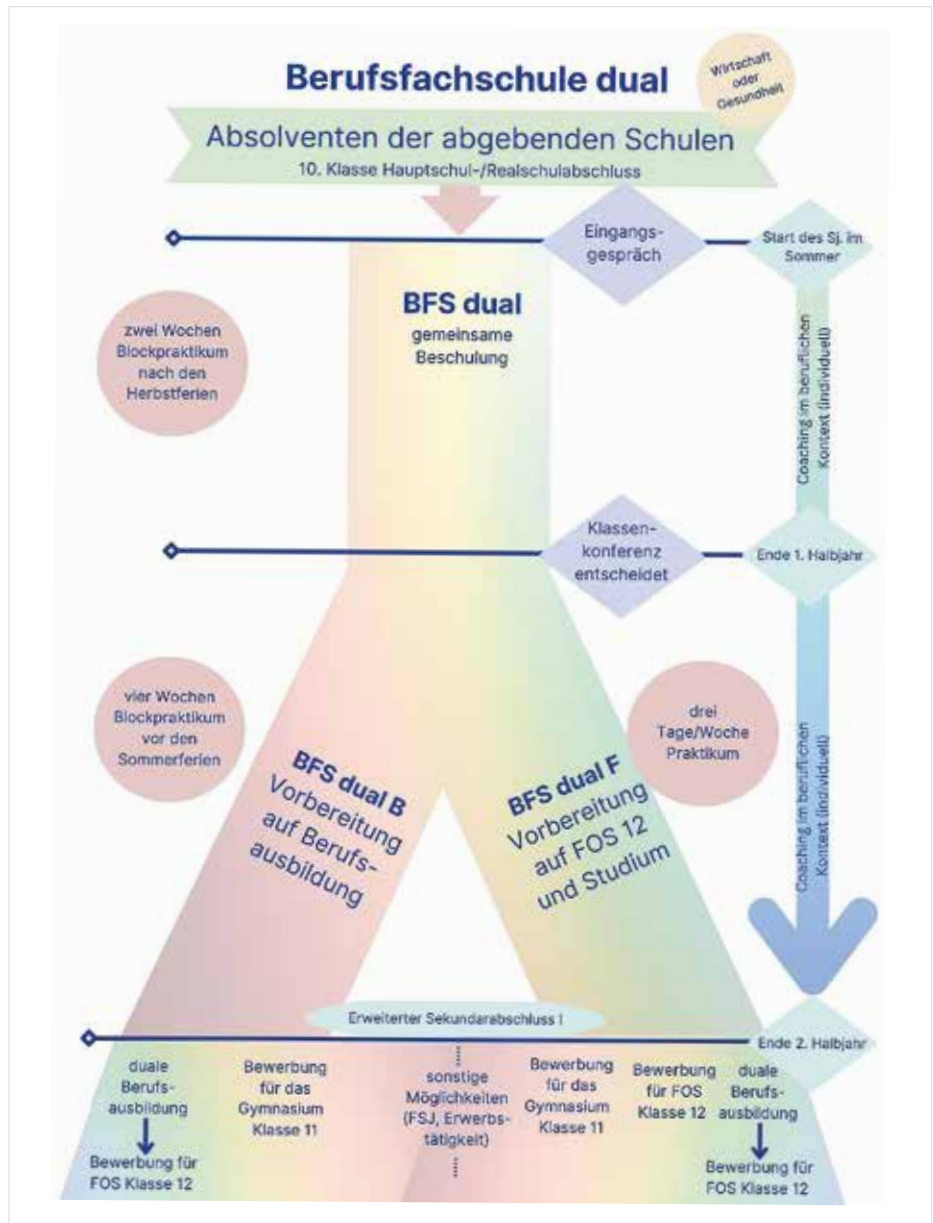 Berufsfachschule dual
Wirtschaft
oder
Gesundheit
Absolventen der abgebenden Schulen
10. Klasse Hauptschul-/Realschulabschluss
Eingangs-
gespräch
Start des Sj. im
Sommer
BFS dual
gemeinsame
Beschulung
zwei Wochen
Blockpraktikum
nach den
Herbstferien
Coaching im beruflichen
Kontext (individuell)
Klassen-
konferenz
entscheidet
Ende 1. Halbjahr
vier Wochen
Blockpraktikum
vor den
Sommerferien
drei
Tage/Woche
Praktikum
BFS dual B
Vorbereitung
auf Berufs-
ausbildung
BFS dual F
Vorbereitung
auf FOS 12
und Studium
Coaching im beruflichen
Kontext (individuell)
Erweiterter Sekundarabschluss I
Ende 2. Halbjahr
duale
Berufs-
ausbildung
Bewerbung für
FOS Klasse 12
Bewerbung
für das
Gymnasium
Klasse 11
sonstige
Möglichkeiten
(FSJ, Erwerbs-
tätigkeit)
Bewerbung
für das
Gymnasium
Klasse 11
Bewerbung
für FOS
Klasse 12
duale
Berufs-
ausbildung
Bewerbung für
FOS Klasse 12